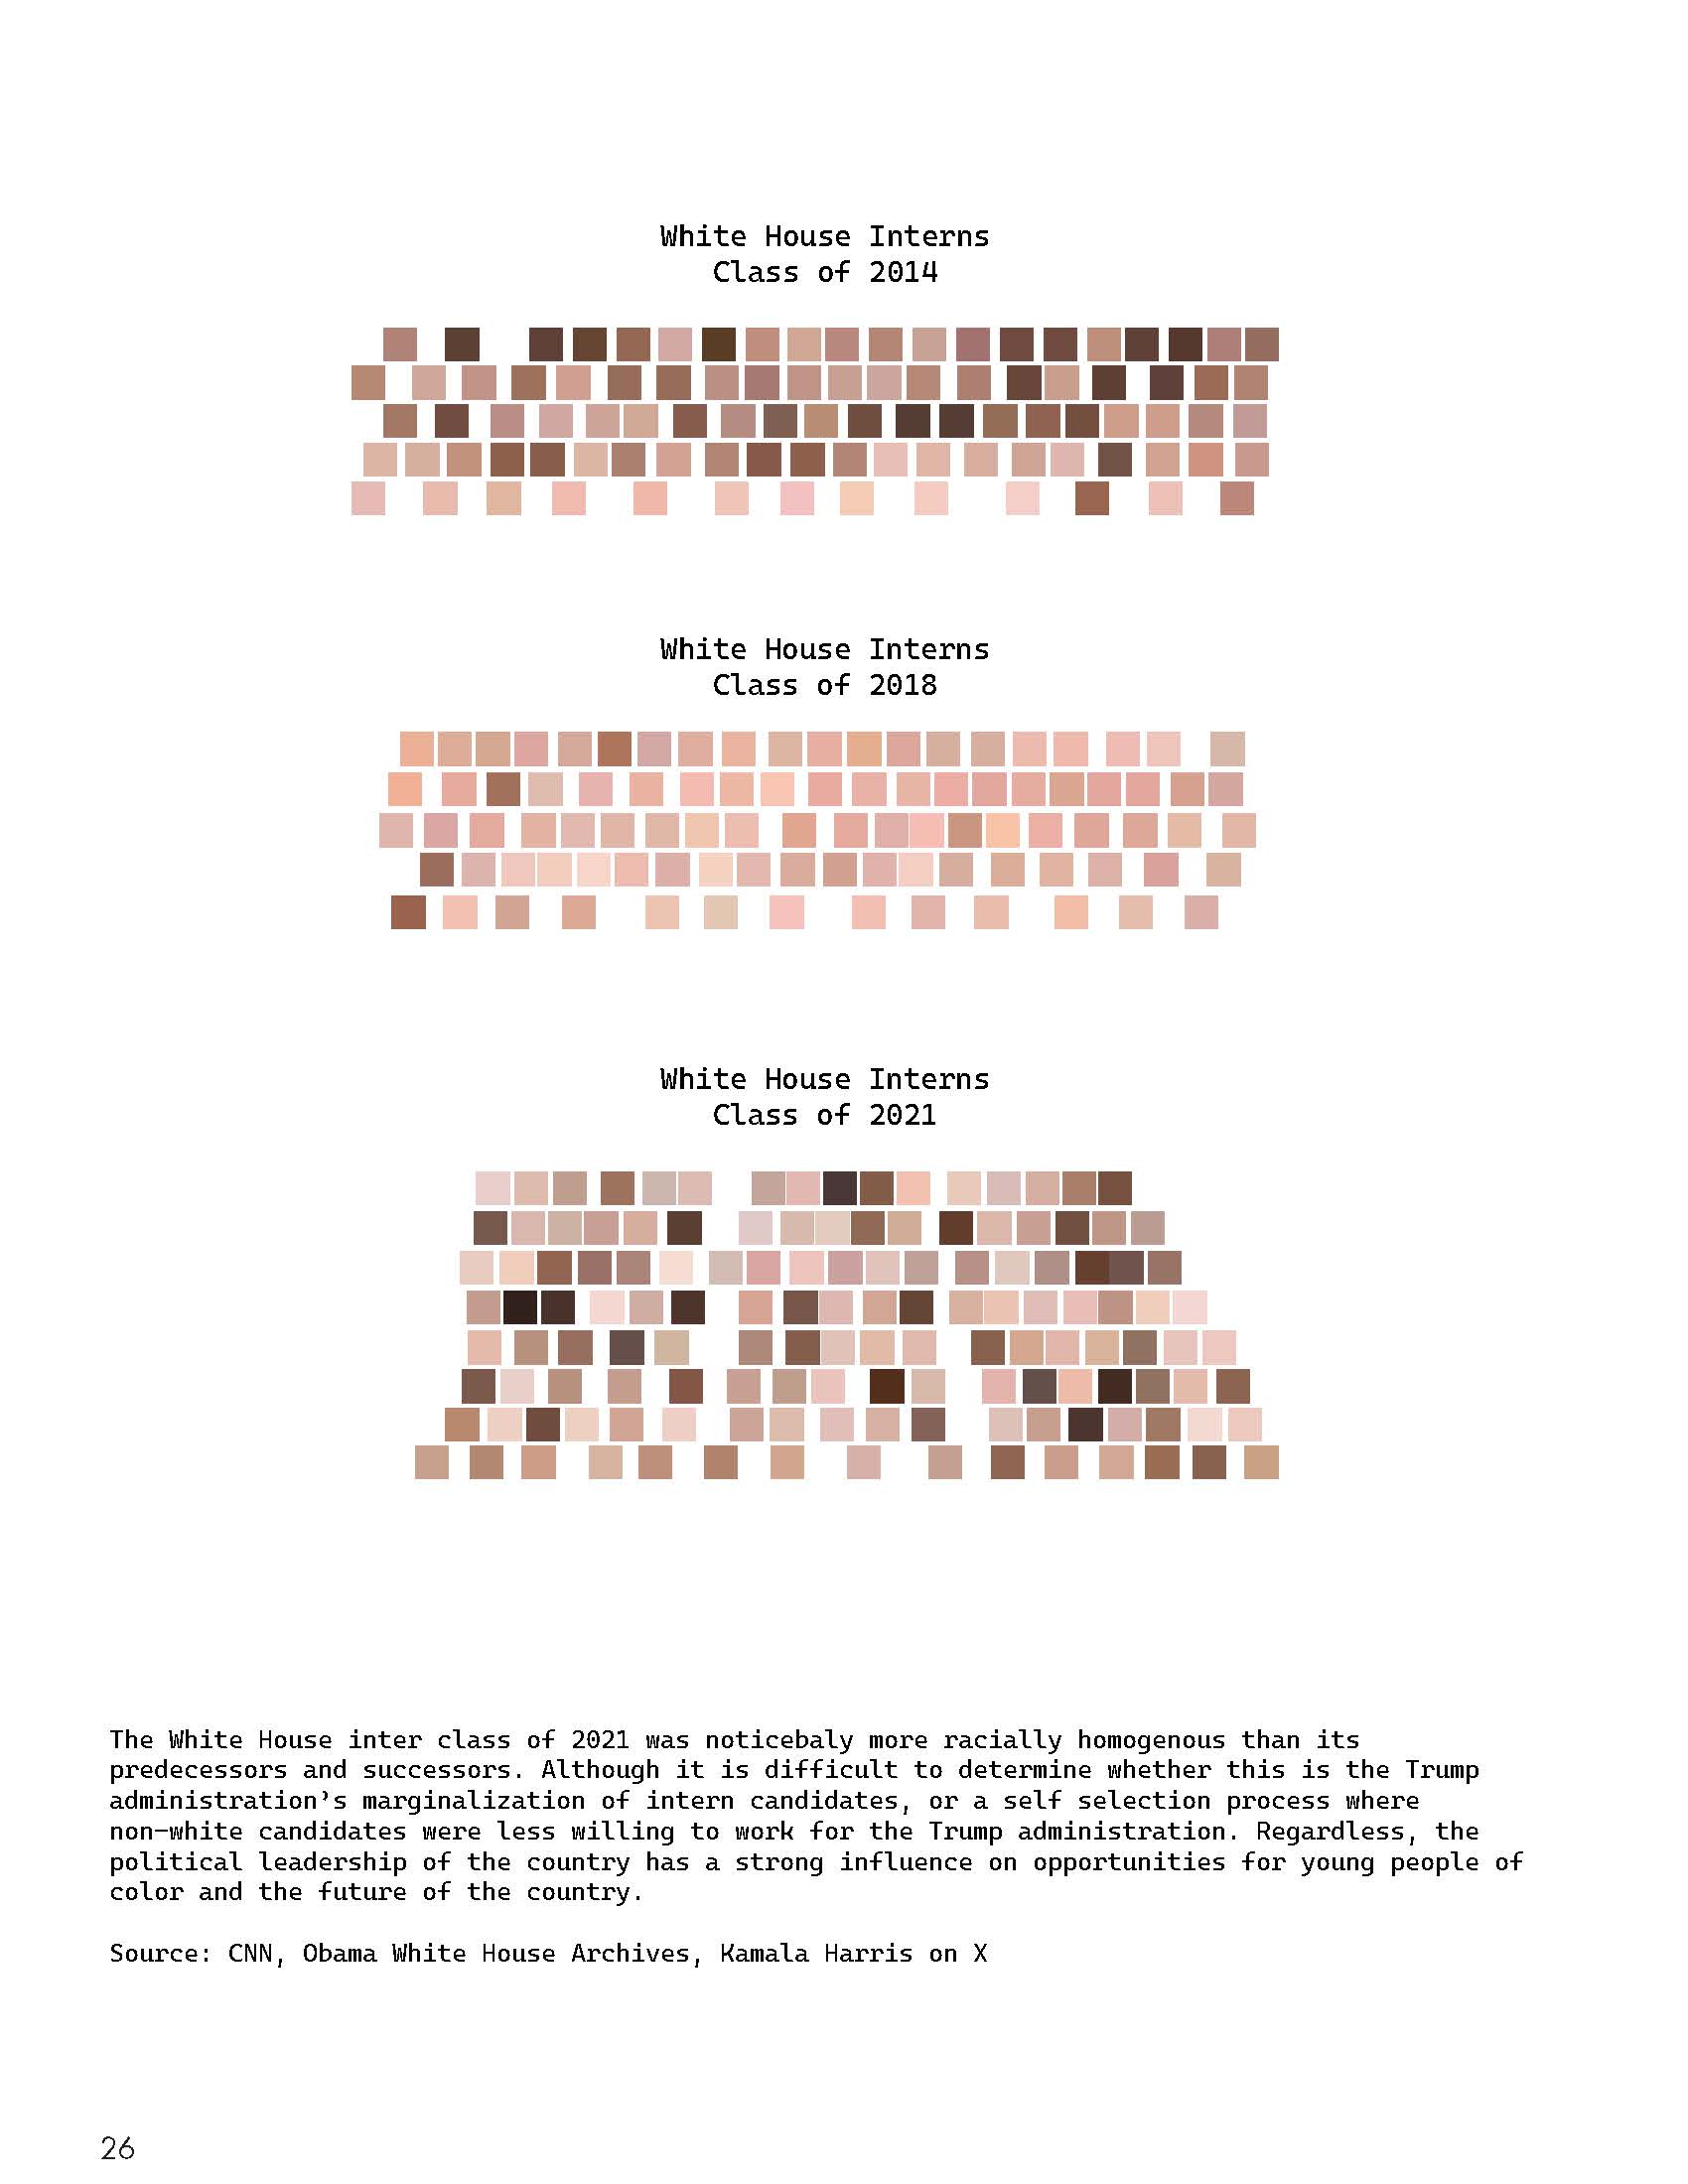 White House Interns
Class of 2014
White House Interns
Class of 2018
White House Interns
Class of 2021
The White House inter class of 2021 was noticebaly more racially homogenous than its
predecessors and successors. Although it is difficult to determine whether this is the Trump
administration’s marginalization of intern candidates, or a self selection process where
non-white candidates were less willing to work for the Trump administration. Regardless, the
political leadership of the country has a strong influence on opportunities for young people of
color and the future of the country.
Source: CNN, Obama White House Archives, Kamala Harris on X
26